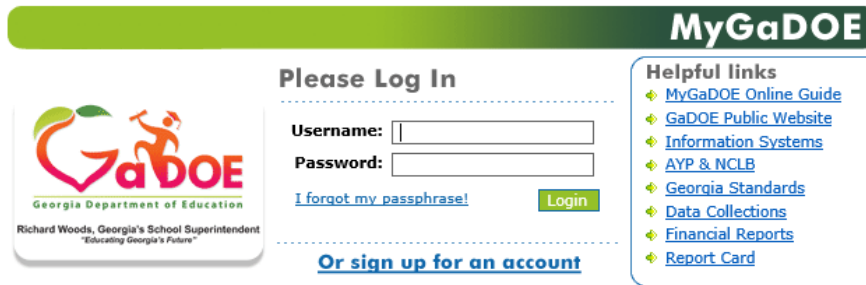 MyGaDOE
GaDOE
Georgia Department of Education
Richard Woods, Georgia's School Superintendent
"Educating Georgia's Future"
Please Log In
Username:
Password:
I forgot my passphrase!
Login
Or sign up for an account
Helpful links
MyGaDOE Online Guide
GaDOE Public Website
Information Systems
AYP & NCLB
Georgia Standards
Data Collections
Financial Reports
Report Card